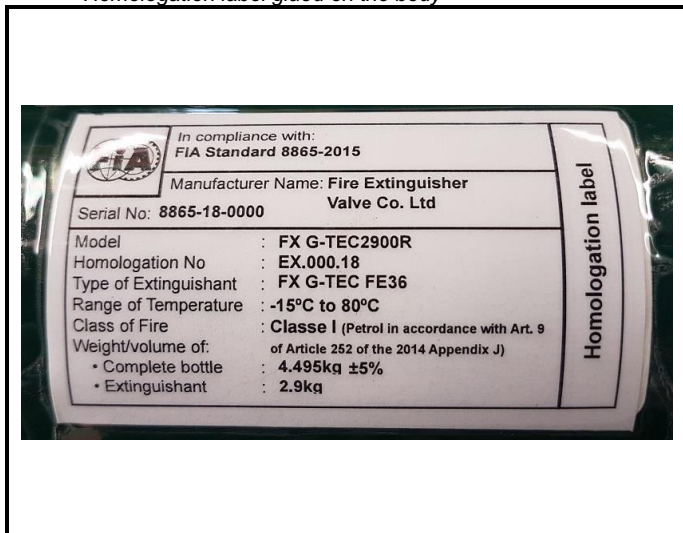 Homologation label glued on the body
FIA
In compliance with:
FIA Standard 8865-2015
Manufacturer Name: Fire Extinguisher
Valve Co. Ltd
Serial No: 8865-18-0000
Model : FX G-TEC2900R
Homologation No : EX.000.18
Type of Extinguishant : FX G-TEC FE36
Range of Temperature : -15ºC to 80ºC
Class of Fire : Classe I (Petrol in accordance with Art. 9
Weight/volume of: of Article 252 of the 2014 Appendix J)
• Complete bottle : 4.495kg ±5%
• Extinguishant : 2.9kg
Homologation label